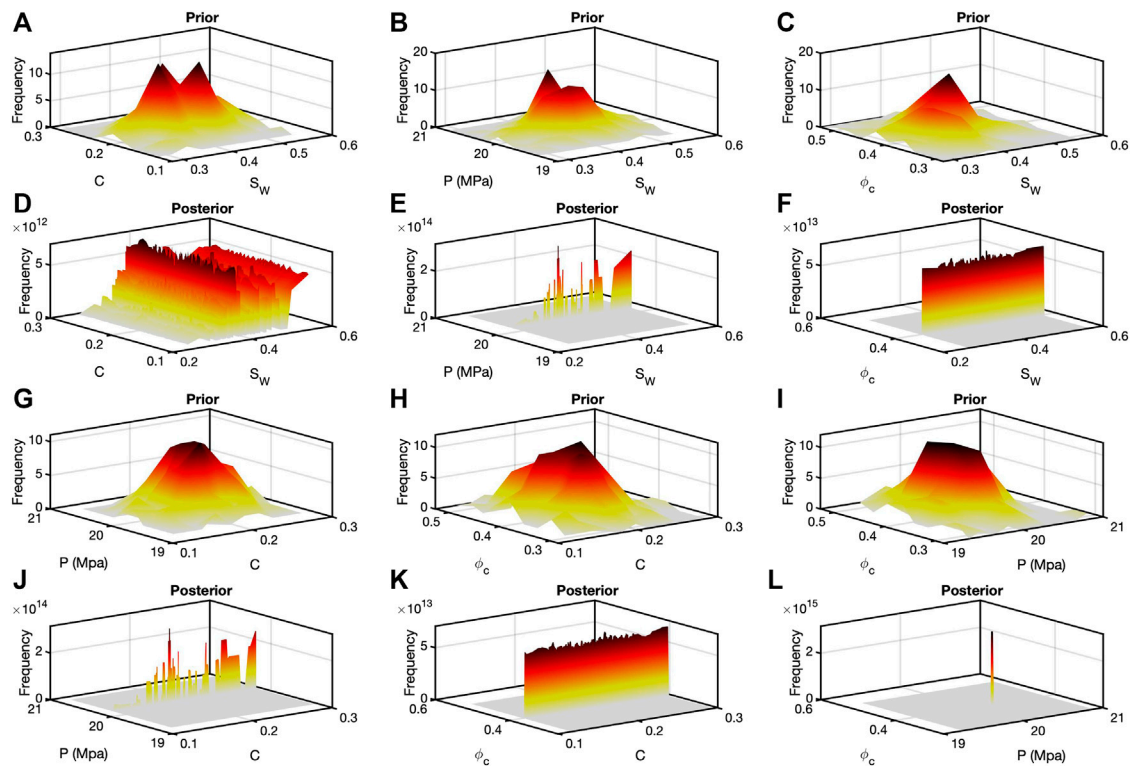 A
Prior
Frequency
10
5
0
0.3
0.2
0.1
C
0.3
0.4
0.5
0.6
S_W
B
Prior
Frequency
20
10
0
21
20
19
P (MPa)
0.3
0.4
0.5
0.6
S_W
C
Prior
Frequency
20
10
0
0.5
0.4
0.3
ϕ_c
0.3
0.4
0.5
0.6
S_W
D
Posterior
×10^12
Frequency
5
0
0.3
0.2
0.1
C
0.2
0.4
0.6
S_W
E
Posterior
×10^14
Frequency
2
0
21
20
19
P (MPa)
0.2
0.4
0.6
S_W
F
Posterior
×10^13
Frequency
5
0
0.6
0.4
0.2
ϕ_c
0.4
0.6
S_W
G
Prior
Frequency
10
5
0
21
20
19
P (Mpa)
0.1
0.2
0.3
C
H
Prior
Frequency
10
5
0
0.5
0.4
0.3
ϕ_c
0.1
0.2
0.3
C
I
Prior
Frequency
10
5
0
0.5
0.4
0.3
ϕ_c
19
20
21
P (Mpa)
J
Posterior
×10^14
Frequency
2
0
21
20
19
P (Mpa)
0.1
0.2
0.3
C
K
Posterior
×10^13
Frequency
5
0
0.6
0.4
ϕ_c
0.1
0.2
0.3
C
L
Posterior
×10^15
Frequency
2
0
0.6
0.4
ϕ_c
19
20
21
P (Mpa)